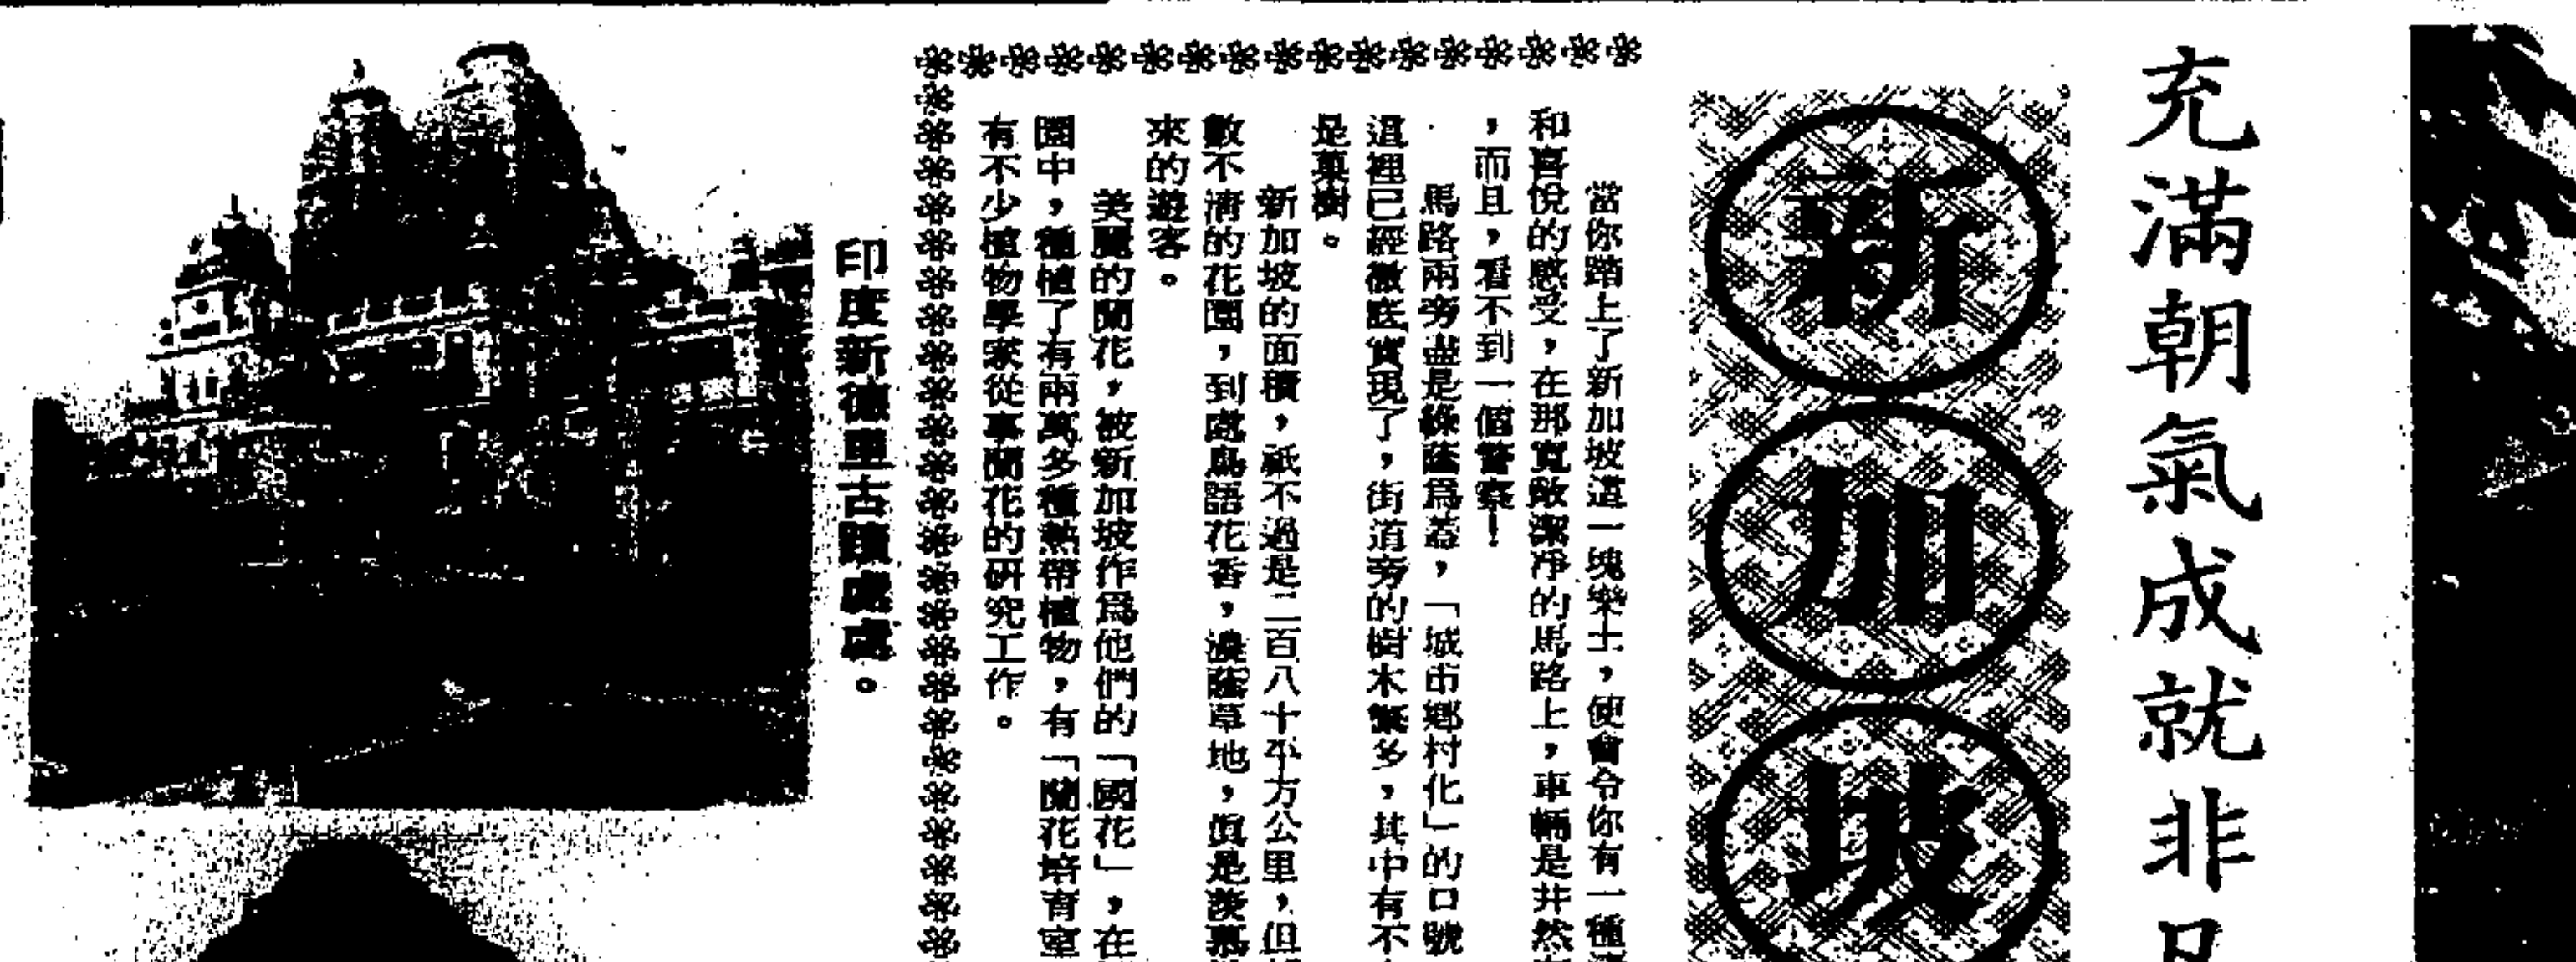 充滿朝氣成就非
新加坡
當你踏上了新加坡這一塊樂土，使會令你有一種
和喜悅的感受，在那寬敞潔凈的馬路上，車輛是井然
，而且，看不到一個警察！
馬路兩旁盡是綠蔭爲蓋，「城市鄉村化」的口號
這裡已經徹底實現了，街道旁的樹木繁多，其中有不
是菓樹。
新加坡的面積，祇不過是二百八十平方公里，但
數不清的花園，到處鳥語花香，濃蔭草地，眞是羨慕
來的遊客。
美麗的蘭花，被新加坡作爲他們的「國花」，在
園中，種植了有兩萬多種熱帶植物，有「蘭花培育室
有不少植物學家從事蘭花的研究工作。
印度新德里古蹟處處。